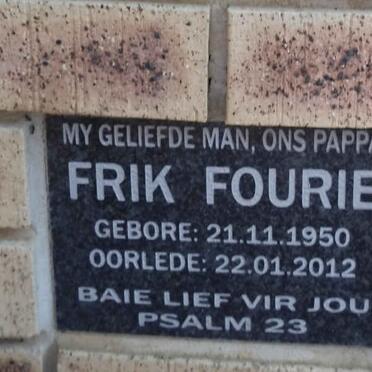 MY GELIEFDE MAN, ONS PAPPA
FRIK FOURIE
GEBORE: 21.11.1950
OORLEDE: 22.01.2012
BAIE LIEF VIR JOU
PSALM 23